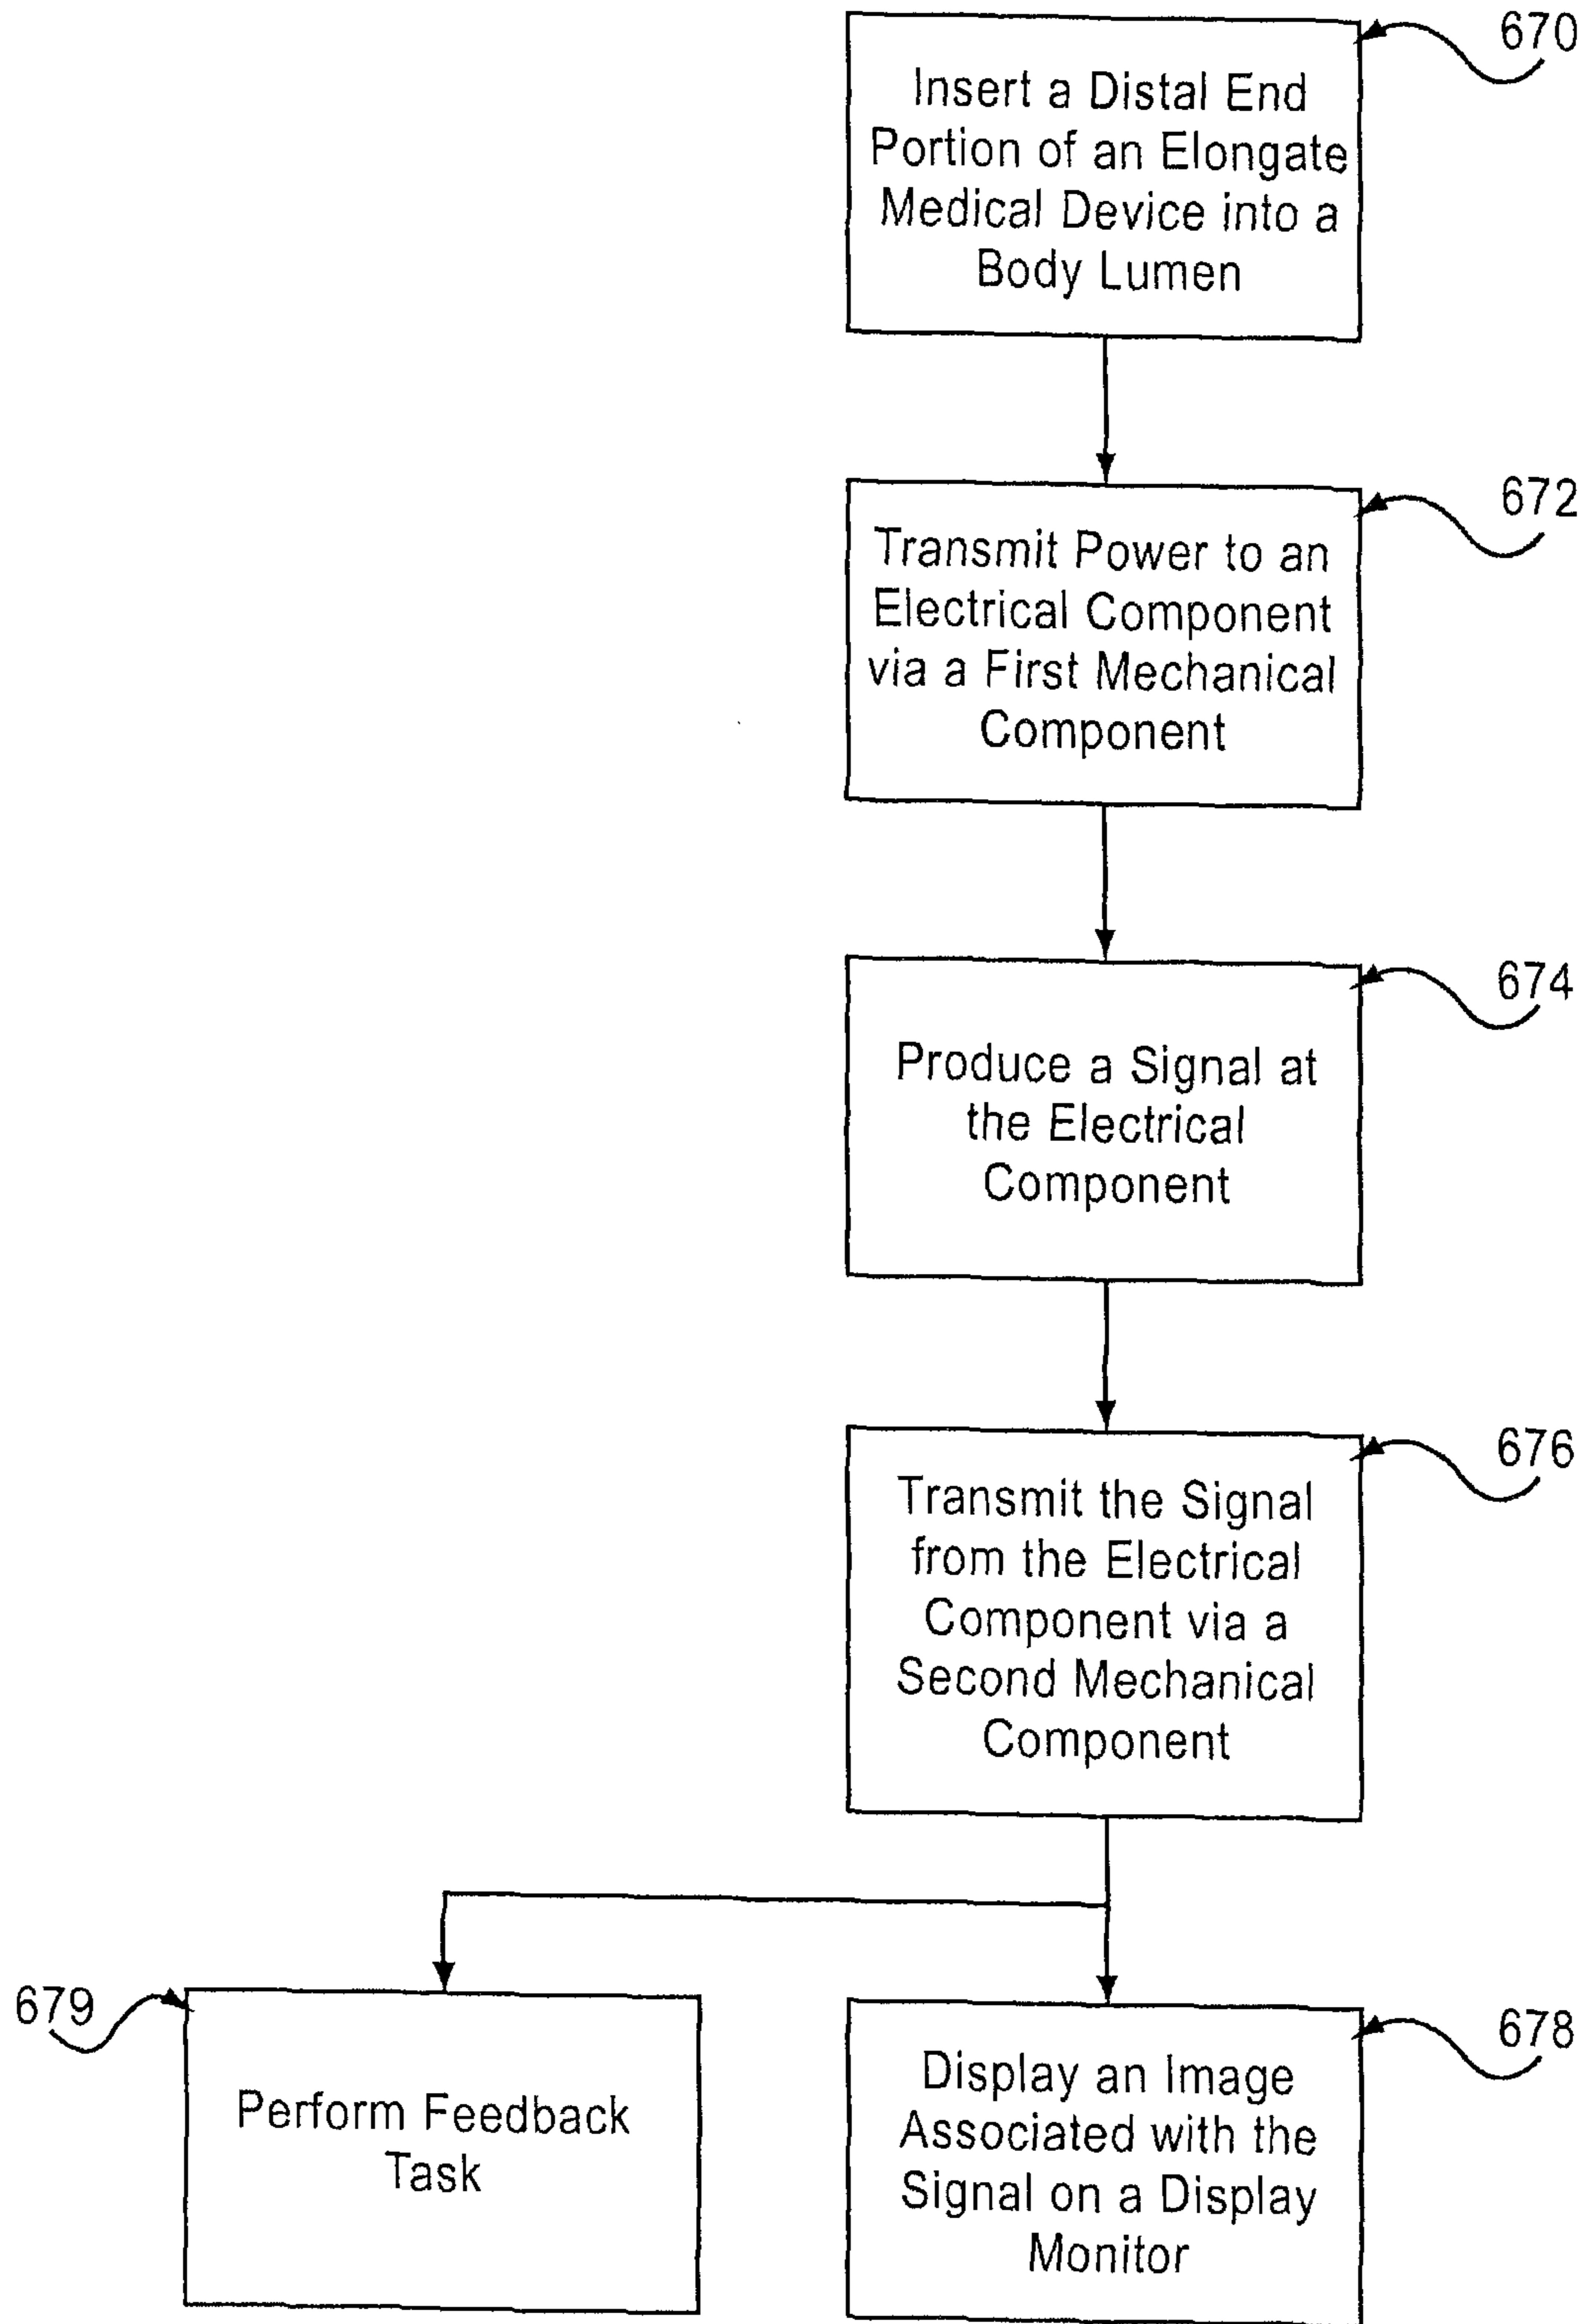 670
Insert a Distal End
Portion of an Elongate
Medical Device into a
Body Lumen
672
Transmit Power to an
Electrical Component
via a First Mechanical
Component
674
Produce a Signal at
the Electrical
Component
676
Transmit the Signal
from the Electrical
Component via a
Second Mechanical
Component
679
Perform Feedback
Task
678
Display an Image
Associated with the
Signal on a Display
Monitor